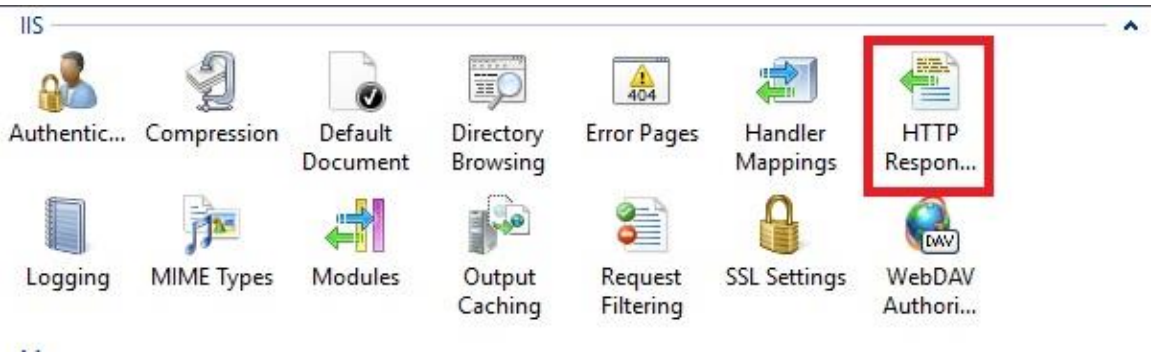 IIS
404
Authentic... Compression Default Document Directory Browsing Error Pages Handler Mappings HTTP Respon...
DAV
Logging MIME Types Modules Output Caching Request Filtering SSL Settings WebDAV Authori...